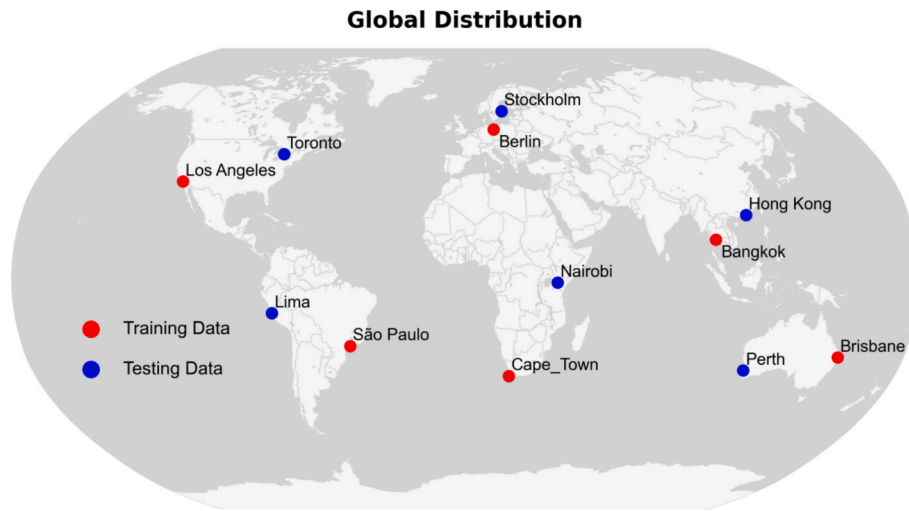 Global Distribution
Stockholm
Berlin
Toronto
Los Angeles
Hong Kong
Bangkok
Nairobi
Lima
Training Data
São Paulo
Testing Data
Cape_Town
Perth
Brisbane